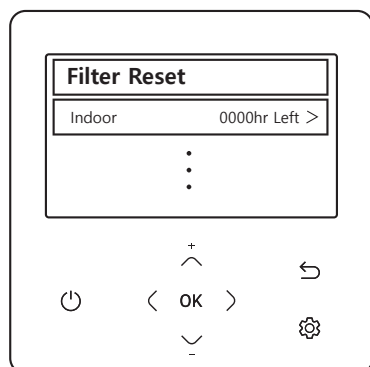 Filter Reset
Indoor 0000hr Left >
+
< OK >
-